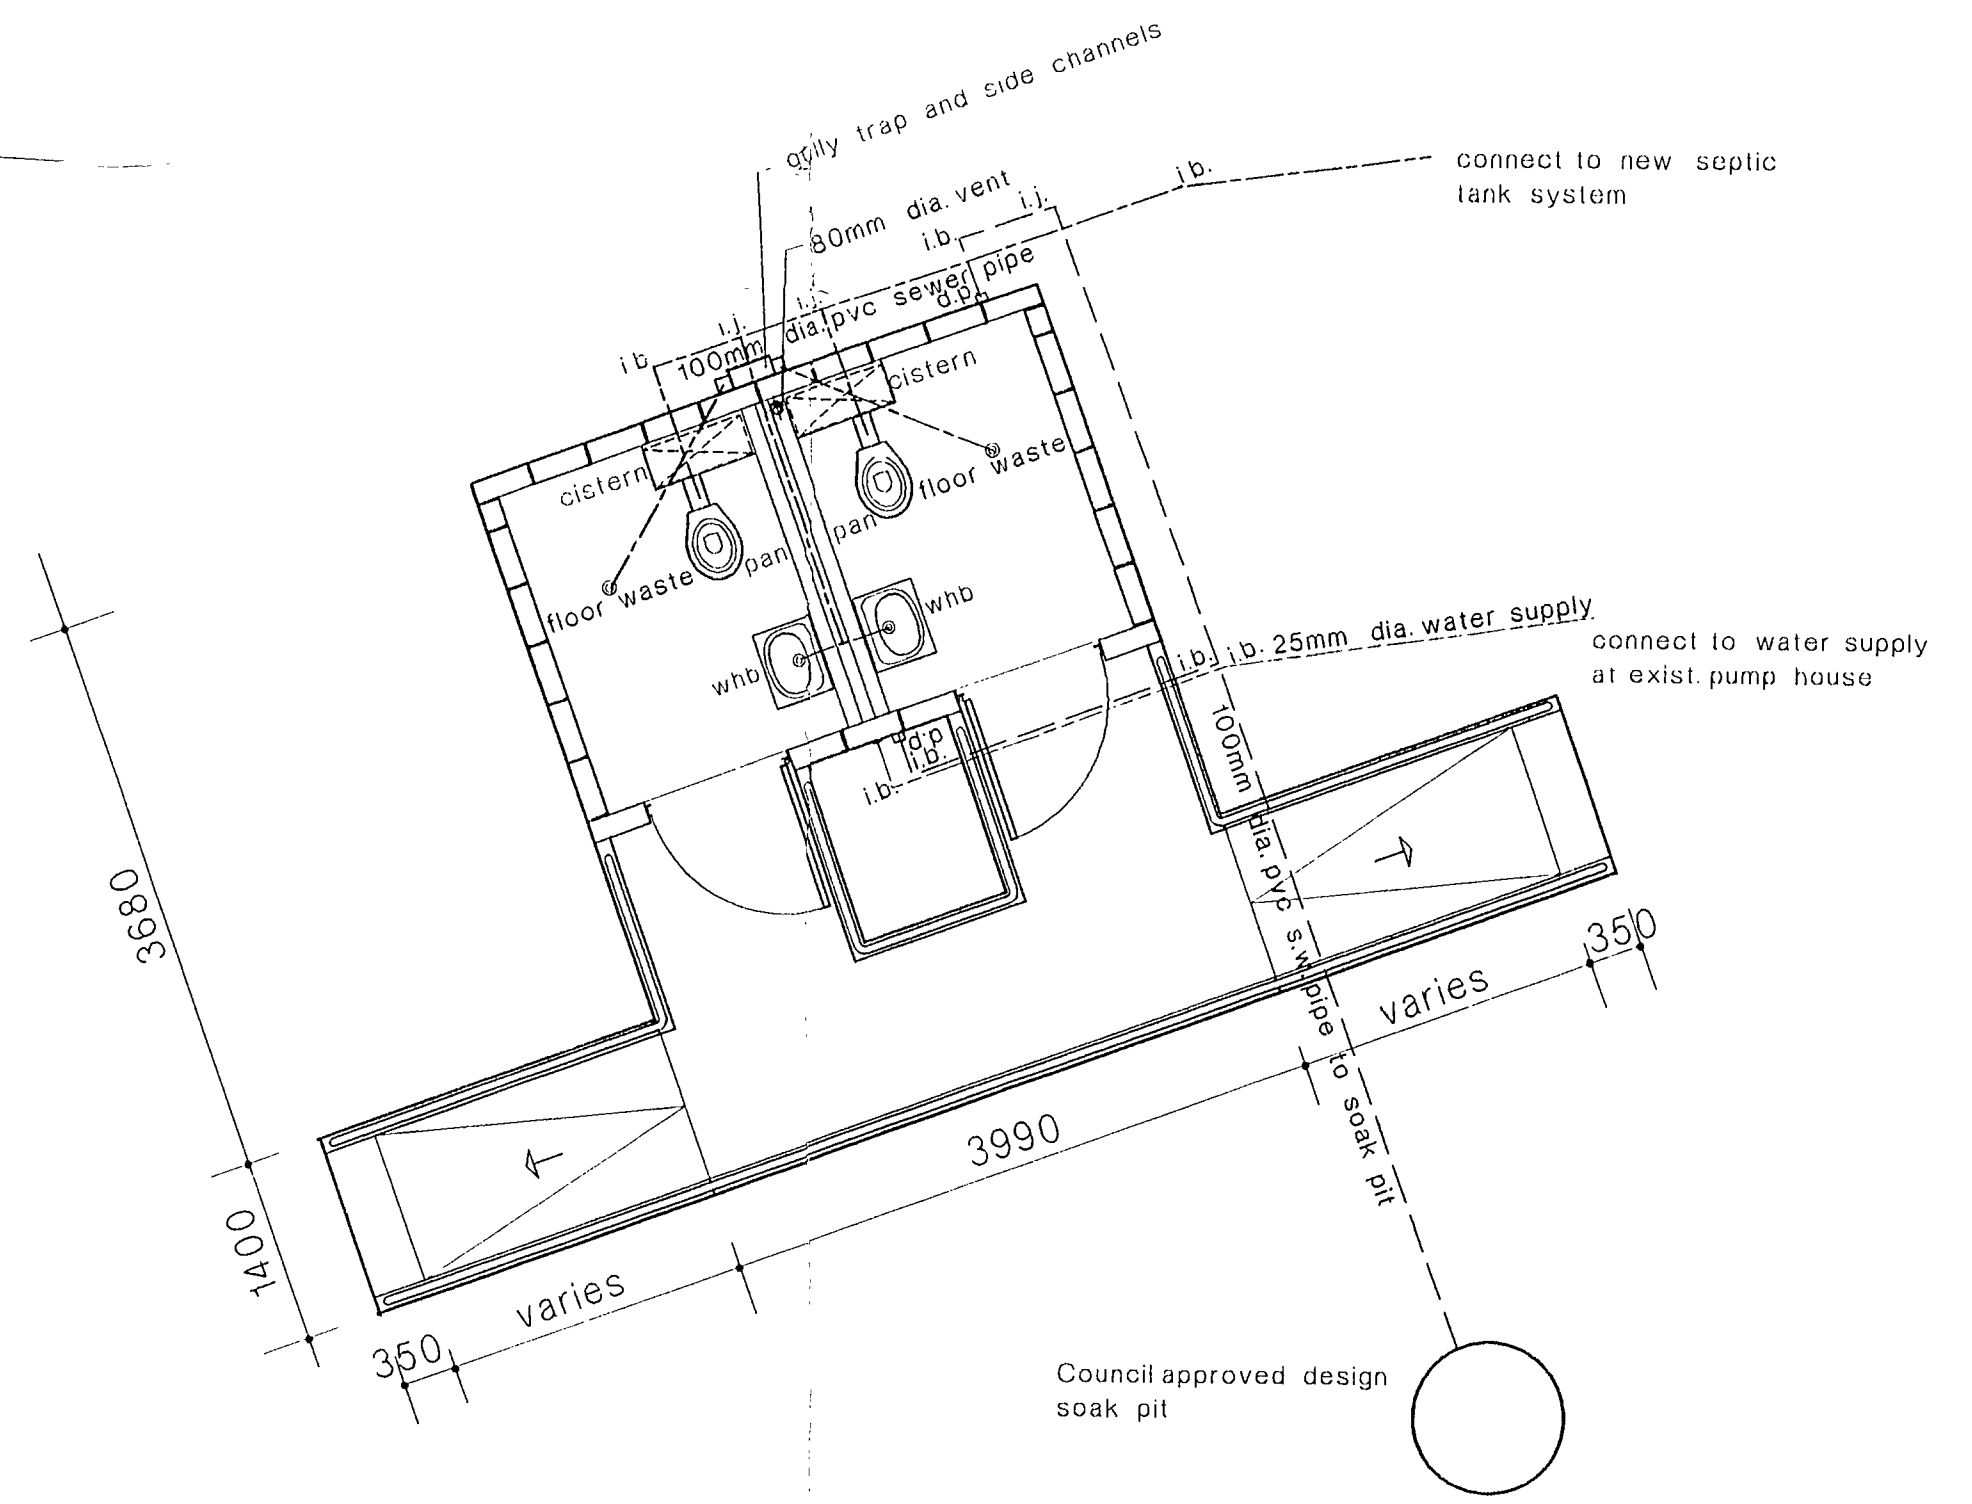 gully trap and side channels
i b.
connect to new septic
tank system
80mm dia. vent
i.j.
i.b.
100mm dia. pvc sewer pipe
i.j.
i.j.
d.p.
i b
cistern
cistern
floor waste
floor waste
pan
pan
whb
whb
i.b. i b. 25mm dia. water supply
connect to water supply
at exist. pump house
d.p
i.b.
i.b.
100mm dia. pvc s.w. pipe to soak pit
3680
1400
350
varies
3990
varies
350
Council approved design
soak pit